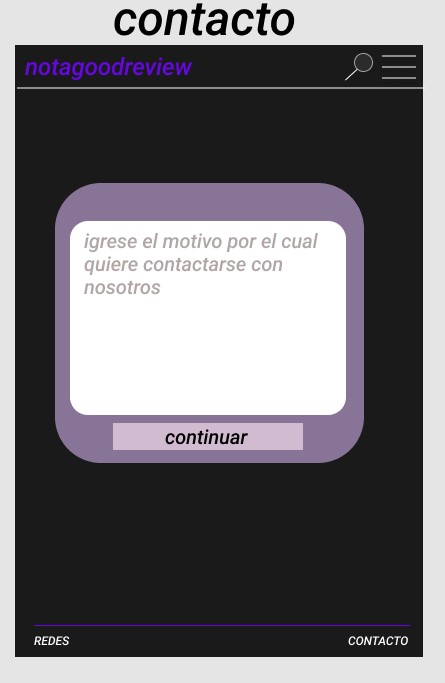 contacto
notagoodreview
igrese el motivo por el cual
quiere contactarse con
nosotros
continuar
REDES
CONTACTO